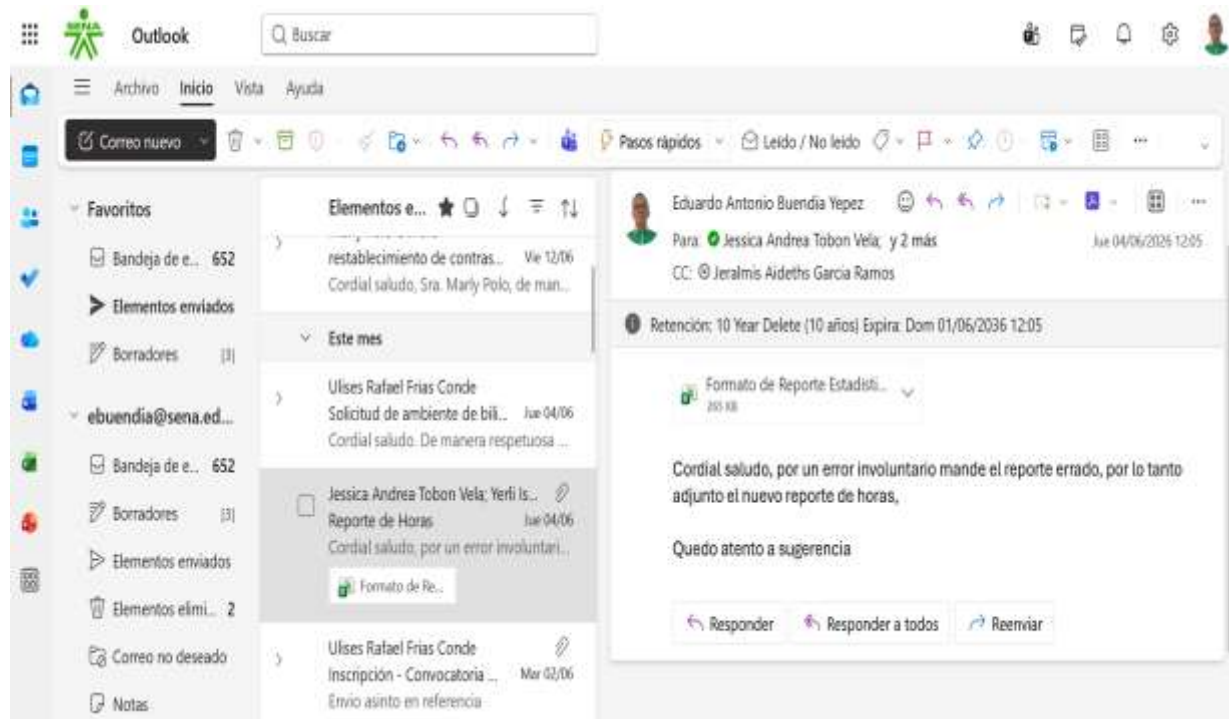 SENA
Outlook
Buscar
Archivo Inicio Vista Ayuda
Correo nuevo
Pasos rápidos
Leído / No leído
Favoritos
Bandeja de e... 652
Elementos enviados
Borradores [3]
ebuendia@sena.ed...
Bandeja de e... 652
Borradores [3]
Elementos enviados
Elementos elimi... 2
Correo no deseado
Notas
Elementos e...
restablecimiento de contras... Vie 12/06
Cordial saludo, Sra. Marly Polo, de man...
Este mes
Ulises Rafael Frias Conde
Solicitud de ambiente de bili... Jue 04/06
Cordial saludo. De manera respetuosa ...
Jessica Andrea Tobon Vela; Yerli Is...
Reporte de Horas Jue 04/06
Cordial saludo, por un error involuntari...
Formato de Re...
Ulises Rafael Frias Conde
Inscripción - Convocatoria ... Mar 02/06
Envio asinto en referencia
Eduardo Antonio Buendia Yepez
Para: Jessica Andrea Tobon Vela; y 2 más Jue 04/06/2026 12:05
CC: Jeralmis Aideths Garcia Ramos
Retención: 10 Year Delete (10 años) Expira: Dom 01/06/2036 12:05
Formato de Reporte Estadisti...
265 KB
Cordial saludo, por un error involuntario mande el reporte errado, por lo tanto
adjunto el nuevo reporte de horas,
Quedo atento a sugerencia
Responder Responder a todos Reenviar